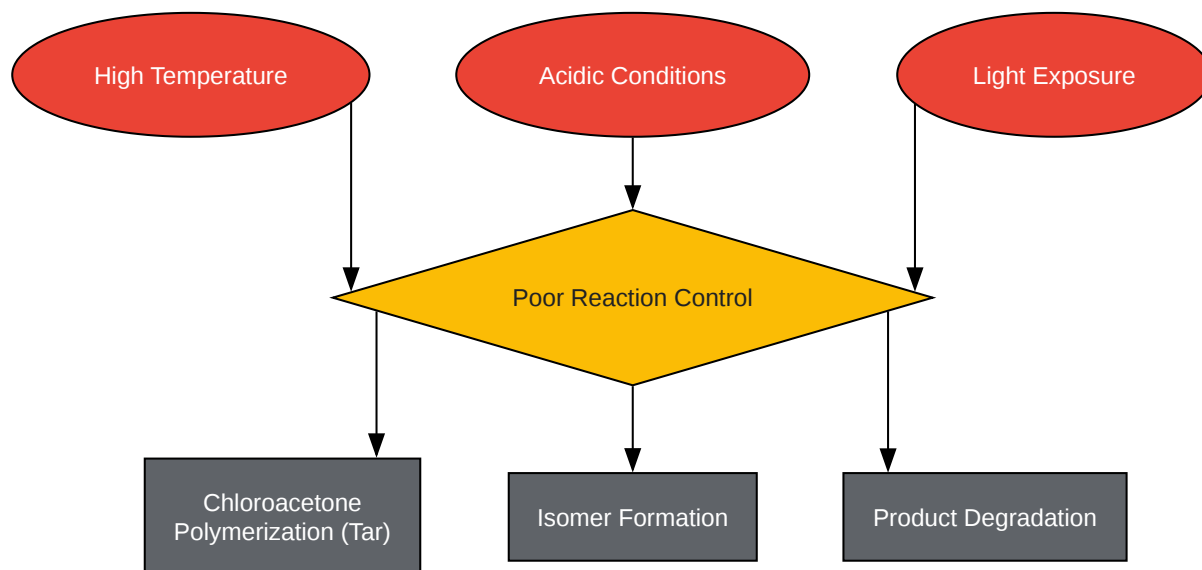 High Temperature
Acidic Conditions
Light Exposure
Poor Reaction Control
Chloroacetone
Polymerization (Tar)
Isomer Formation
Product Degradation